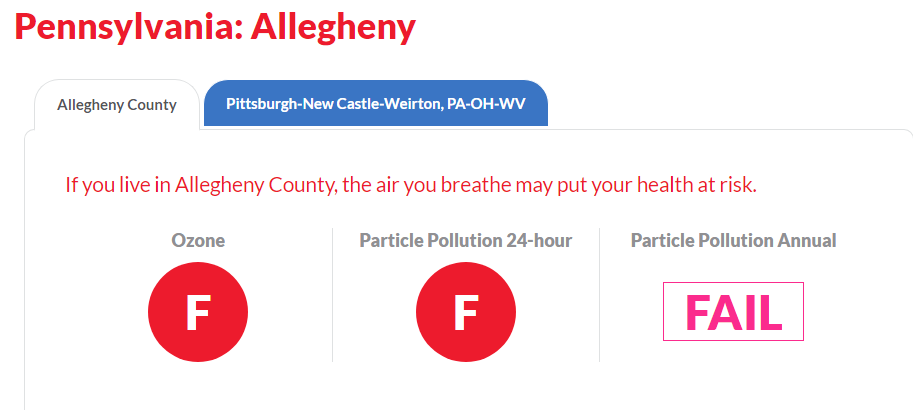 Pennsylvania: Allegheny
Allegheny County
Pittsburgh-New Castle-Weirton, PA-OH-WV
If you live in Allegheny County, the air you breathe may put your health at risk.
Ozone
Particle Pollution 24-hour
Particle Pollution Annual
F
F
FAIL